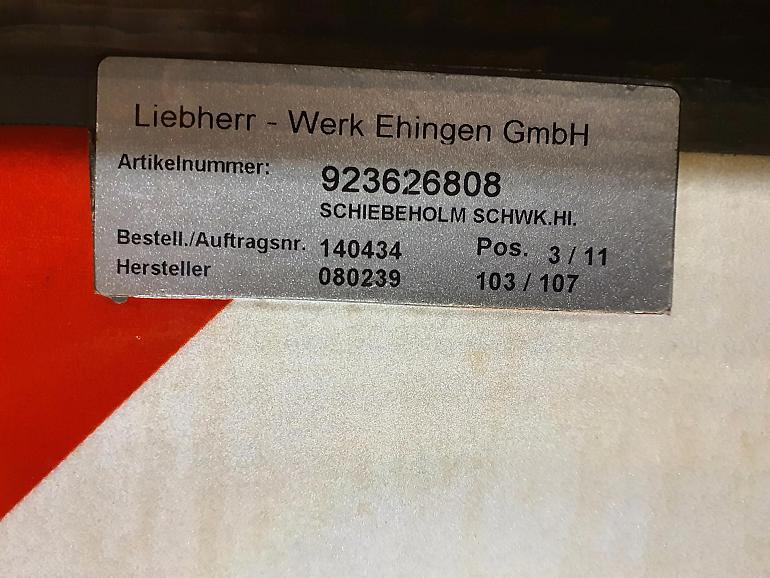 Liebherr - Werk Ehingen GmbH
Artikelnummer: 923626808
SCHIEBEHOLM SCHWK.HI.
Bestell./Auftragsnr. 140434 Pos. 3 / 11
Hersteller 080239 103 / 107